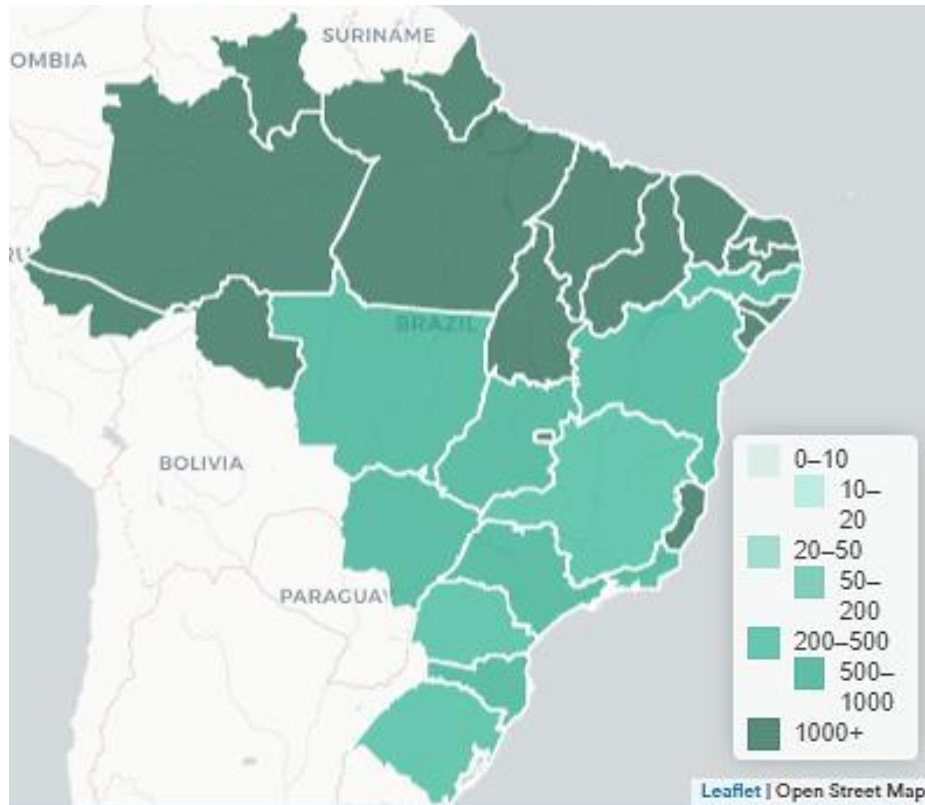 SURINAME
OMBIA
BRAZIL
BOLIVIA
PARAGUAY
0–10
10–
20
20–50
50–
200
200–500
500–
1000
1000+
Leaflet | Open Street Map